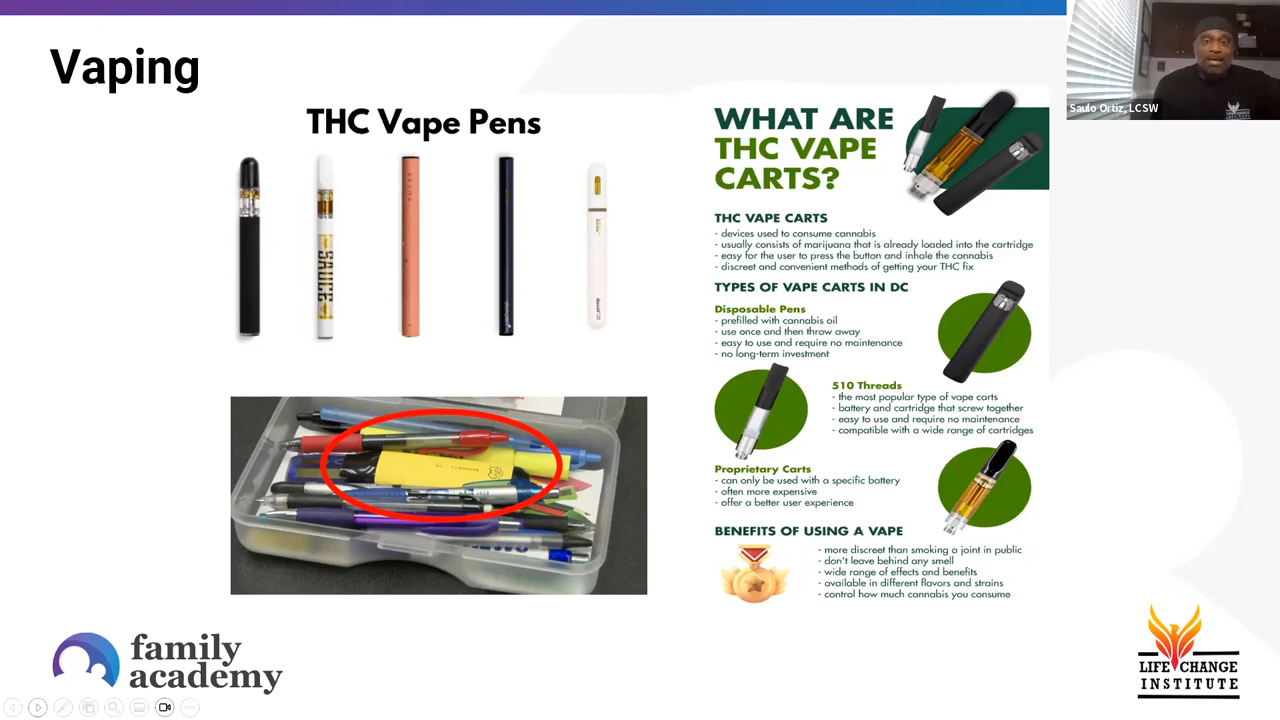 Vaping
THC Vape Pens
SAUCE
WHAT ARE
THC VAPE
CARTS?
THC VAPE CARTS
- devices used to consume cannabis
- usually consists of marijuana that is already loaded into the cartridge
- easy for the user to press the button and inhale the cannabis
- discreet and convenient methods of getting your THC fix
TYPES OF VAPE CARTS IN DC
Disposable Pens
- prefilled with cannabis oil
- use once and then throw away
- easy to use and require no maintenance
- no long-term investment
510 Threads
- the most popular type of vape carts
- battery and cartridge that screw together
- easy to use and require no maintenance
- compatible with a wide range of cartridges
Proprietary Carts
- can only be used with a specific battery
- often more expensive
- offer a better user experience
BENEFITS OF USING A VAPE
- more discreet than smoking a joint in public
- don't leave behind any smell
- wide range of effects and benefits
- available in different flavors and strains
- control how much cannabis you consume
Saulo Ortiz, LCSW
family
academy
LIFE CHANGE
INSTITUTE